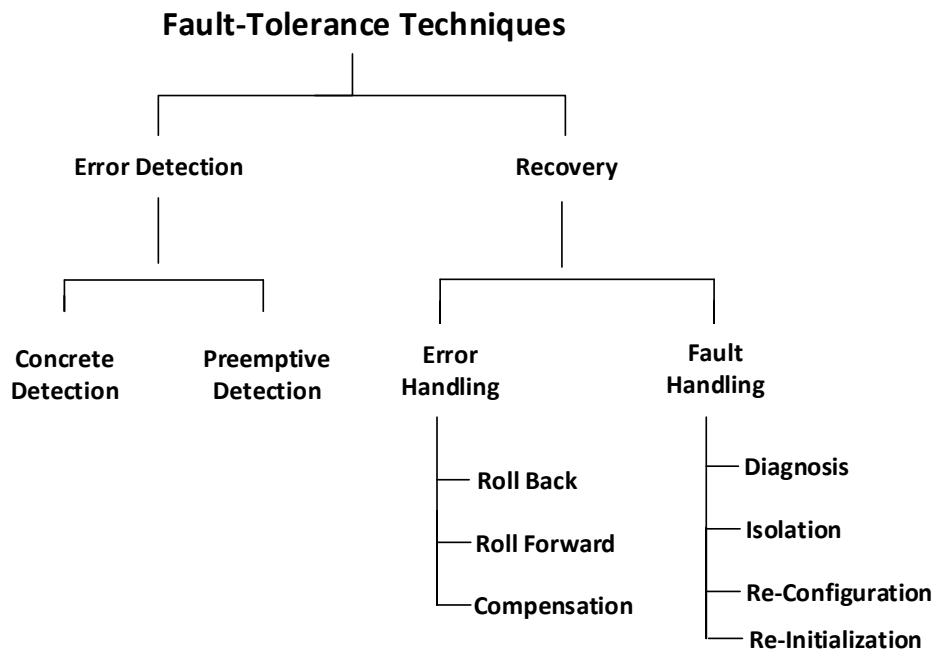 Fault-Tolerance Techniques
Error Detection
Recovery
Concrete
Detection
Preemptive
Detection
Error
Handling
Fault
Handling
Roll Back
Roll Forward
Compensation
Diagnosis
Isolation
Re-Configuration
Re-Initialization